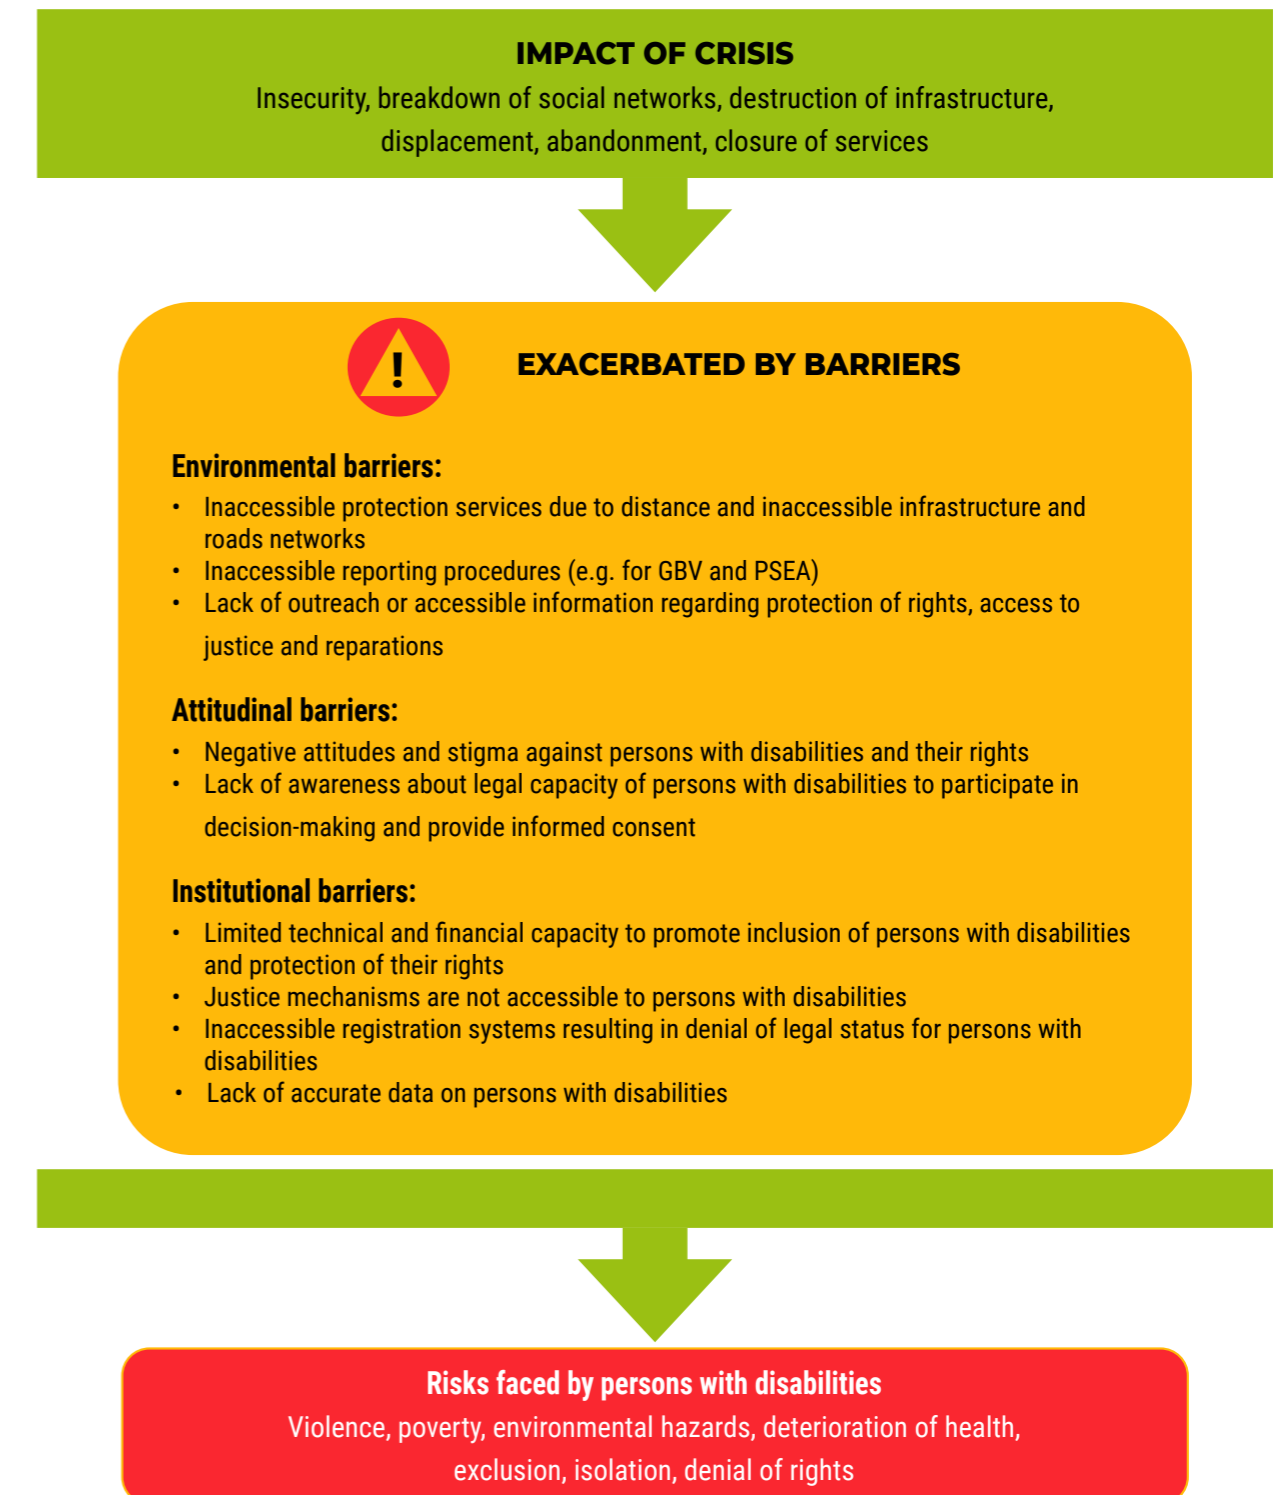 IMPACT OF CRISIS
Insecurity, breakdown of social networks, destruction of infrastructure,
displacement, abandonment, closure of services
!
EXACERBATED BY BARRIERS
Environmental barriers:
• Inaccessible protection services due to distance and inaccessible infrastructure and
roads networks
• Inaccessible reporting procedures (e.g. for GBV and PSEA)
• Lack of outreach or accessible information regarding protection of rights, access to
justice and reparations
Attitudinal barriers:
• Negative attitudes and stigma against persons with disabilities and their rights
• Lack of awareness about legal capacity of persons with disabilities to participate in
decision-making and provide informed consent
Institutional barriers:
• Limited technical and financial capacity to promote inclusion of persons with disabilities
and protection of their rights
• Justice mechanisms are not accessible to persons with disabilities
• Inaccessible registration systems resulting in denial of legal status for persons with
disabilities
• Lack of accurate data on persons with disabilities
Risks faced by persons with disabilities
Violence, poverty, environmental hazards, deterioration of health,
exclusion, isolation, denial of rights